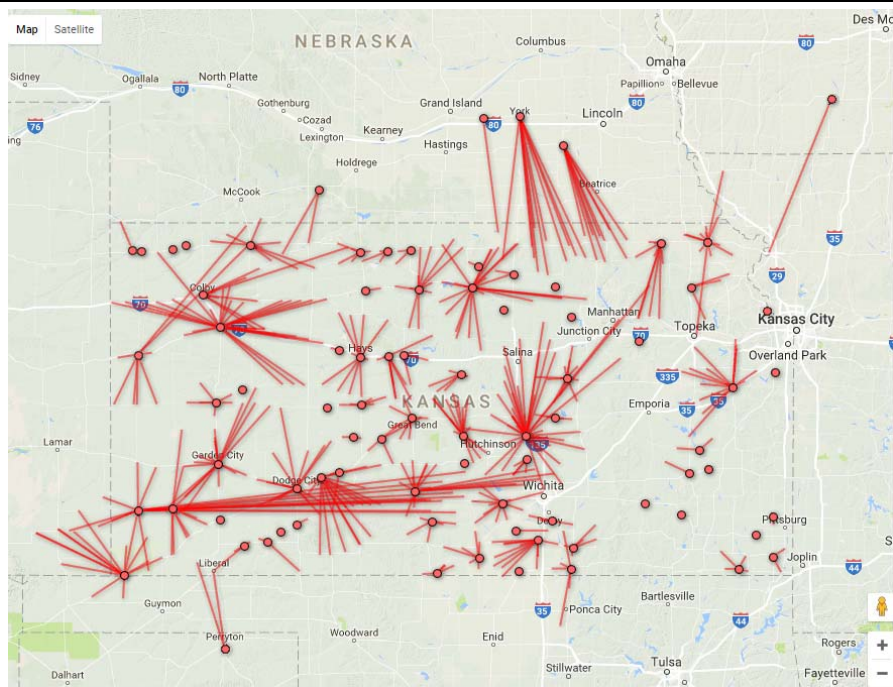 Map Satellite
NEBRASKA
Des Mo
Columbus
80
Omaha
Sidney
Ogallala
North Platte
Papillion
Bellevue
80
Gothenburg
Grand Island
York
80
Cozad
Lexington
Kearney
80
Lincoln
76
ing
Hastings
Holdrege
McCook
Beatrice
35
29
Colby
70
70
Manhattan
Kansas City
Junction City
Topeka
70
Hays
70
Salina
Overland Park
335
35
KANSAS
Emporia
35
Great Bend
Lamar
Hutchinson
135
Garden City
Dodge City
Wichita
Derby
Pittsburg
Liberal
Joplin
44
S
Guymon
35
Ponca City
Bartlesville
44
Perryton
Woodward
Enid
Rogers
Stillwater
Tulsa
Dalhart
Fayetteville
+
−